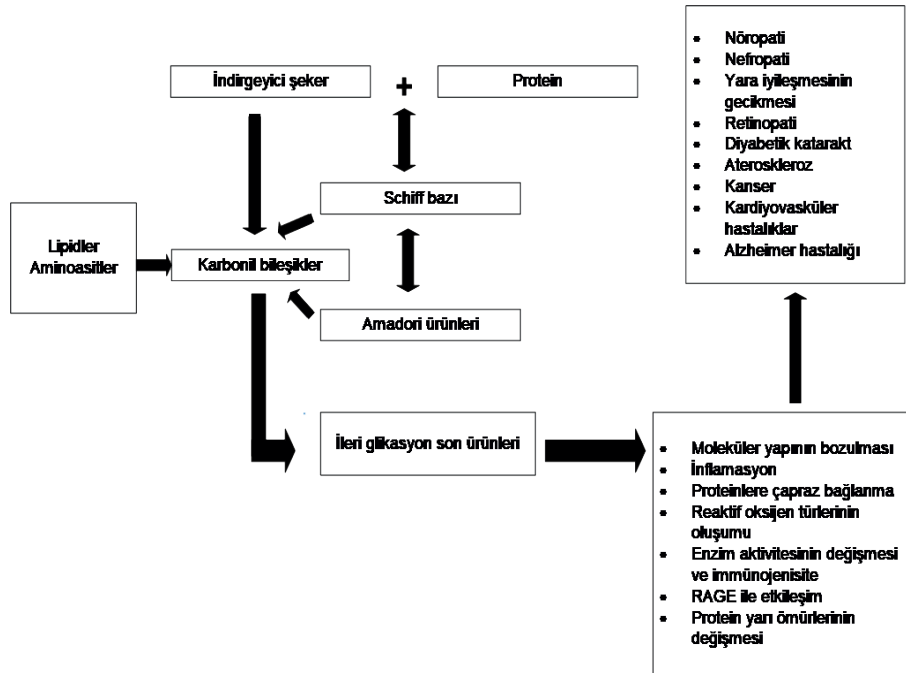 İndirgeyici şeker
+
Protein
Schiff bazı
Lipidler
Aminoasitler
Karbonil bileşikler
Amadori ürünleri
İleri glikasyon son ürünleri
• Moleküler yapının bozulması
• İnflamasyon
• Proteinlere çapraz bağlanma
• Reaktif oksijen türlerinin
oluşumu
• Enzim aktivitesinin değişmesi
ve immünojenisite
• RAGE ile etkileşim
• Protein yarı ömürlerinin
değişmesi
• Nöropati
• Nefropati
• Yara iyileşmesinin
gecikmesi
• Retinopati
• Diyabetik katarakt
• Ateroskleroz
• Kanser
• Kardiyovasküler
hastalıklar
• Alzheimer hastalığı